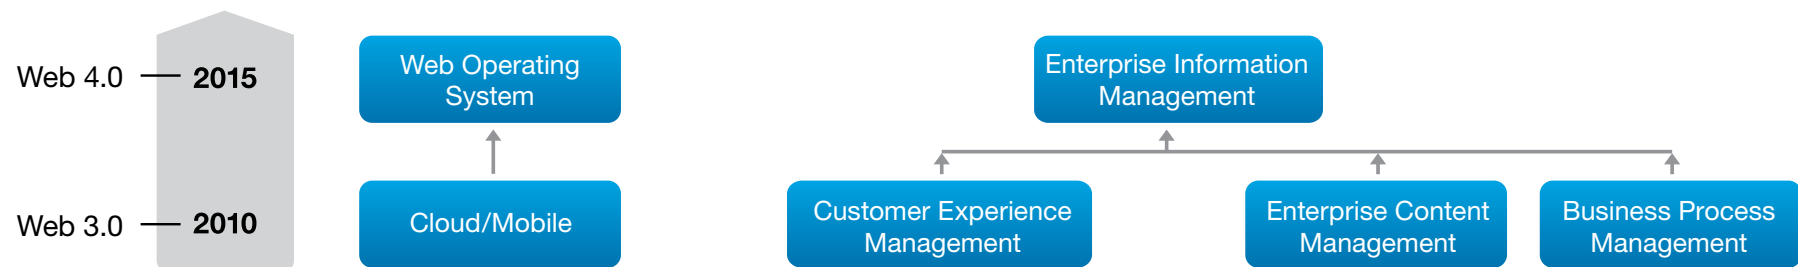 Web 4.0
2015
Web Operating
System
Enterprise Information
Management
Web 3.0
2010
Cloud/Mobile
Customer Experience
Management
Enterprise Content
Management
Business Process
Management